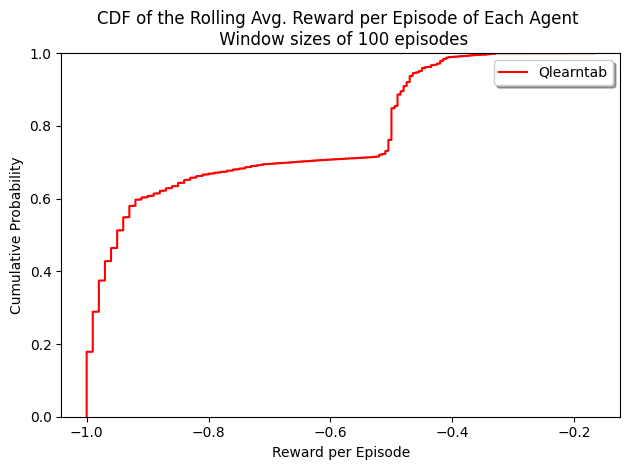 CDF of the Rolling Avg. Reward per Episode of Each Agent
Window sizes of 100 episodes
Qlearntab
1.0
0.8
0.6
0.4
0.2
0.0
Cumulative Probability
−1.0 −0.8 −0.6 −0.4 −0.2
Reward per Episode